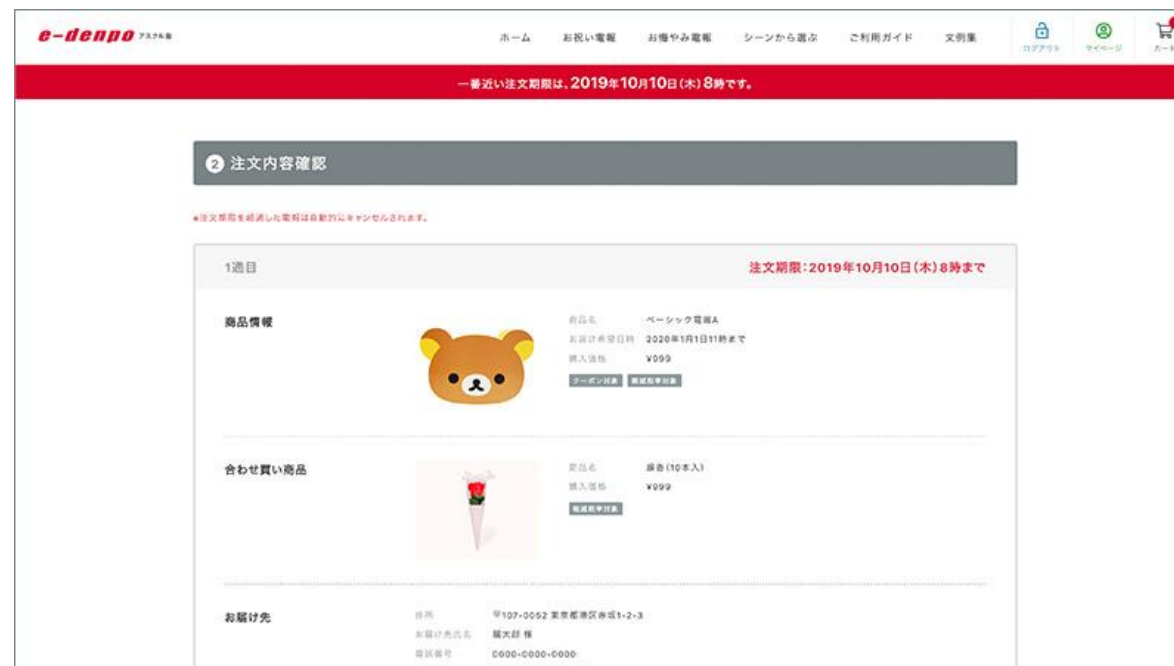 e-denpo アスクル版
ホーム お祝い電報 お悔やみ電報 シーンから選ぶ ご利用ガイド 文例集
ログアウト マイページ カート
一番近い注文期限は、2019年10月10日(木)8時です。
2 注文内容確認
※注文期限を経過した電報は自動的にキャンセルされます。
1通目 注文期限:2019年10月10日(木)8時まで
商品情報
商品名 ベーシック電報A
お届け希望日時 2020年1月1日11時まで
購入価格 ¥999
クーポン対象 軽減税率対象
合わせ買い商品
商品名 線香(10本入)
購入価格 ¥999
軽減税率対象
お届け先
住所 〒107-0052 東京都港区赤坂1-2-3
お届け先氏名 届太郎 様
電話番号 0000-0000-0000